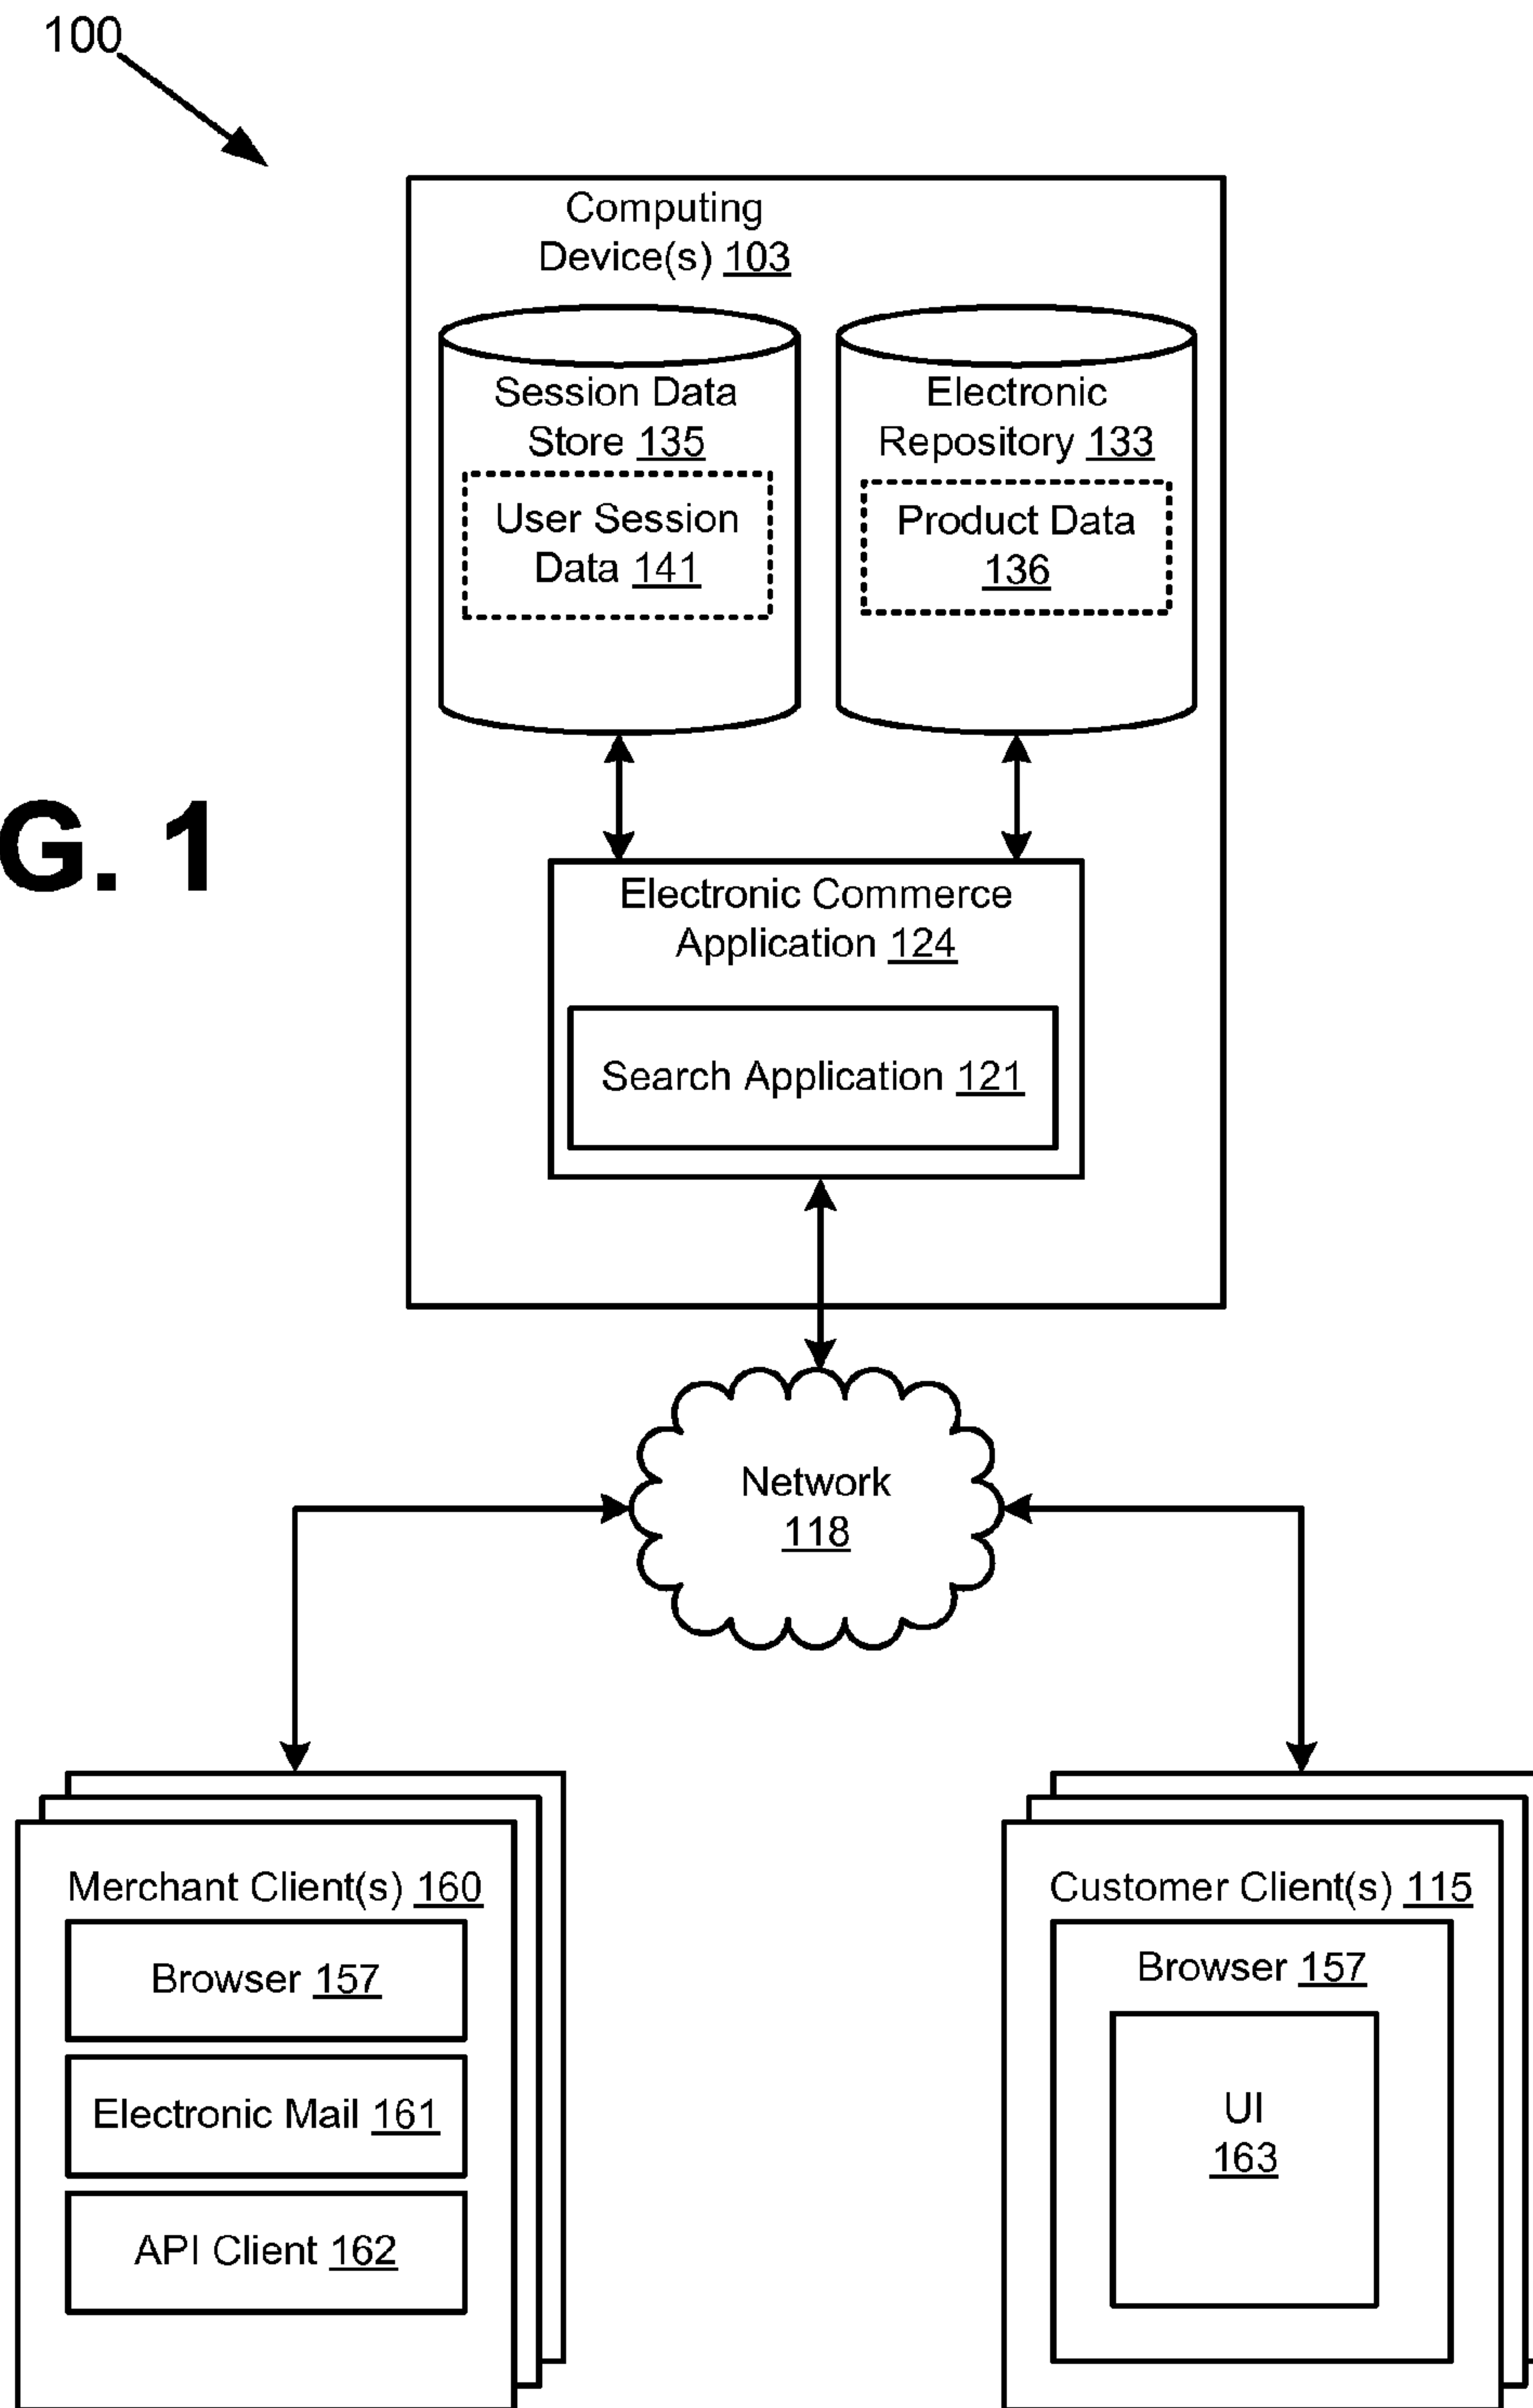 100
Computing
Device(s) 103
Session Data
Store 135
User Session
Data 141
Electronic
Repository 133
Product Data
136
G. 1
Electronic Commerce
Application 124
Search Application 121
Network
118
Merchant Client(s) 160
Browser 157
Electronic Mail 161
API Client 162
Customer Client(s) 115
Browser 157
UI
163